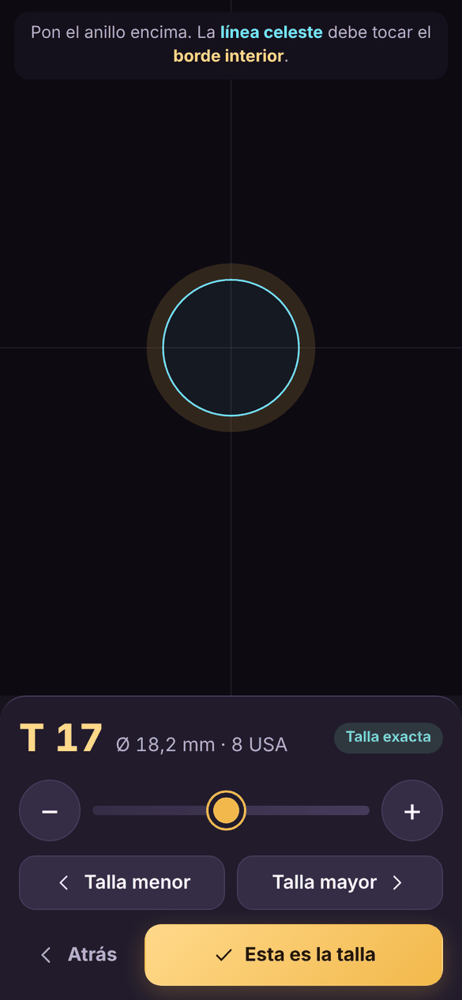 Pon el anillo encima. La línea celeste debe tocar el
borde interior.
T 17 Ø 18,2 mm · 8 USA Talla exacta
− +
Talla menor Talla mayor
Atrás Esta es la talla